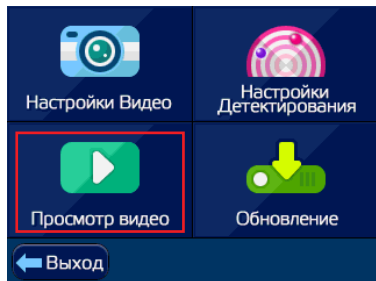 Настройки Видео
Настройки
Детектирования
Просмотр видео
Обновление
Выход